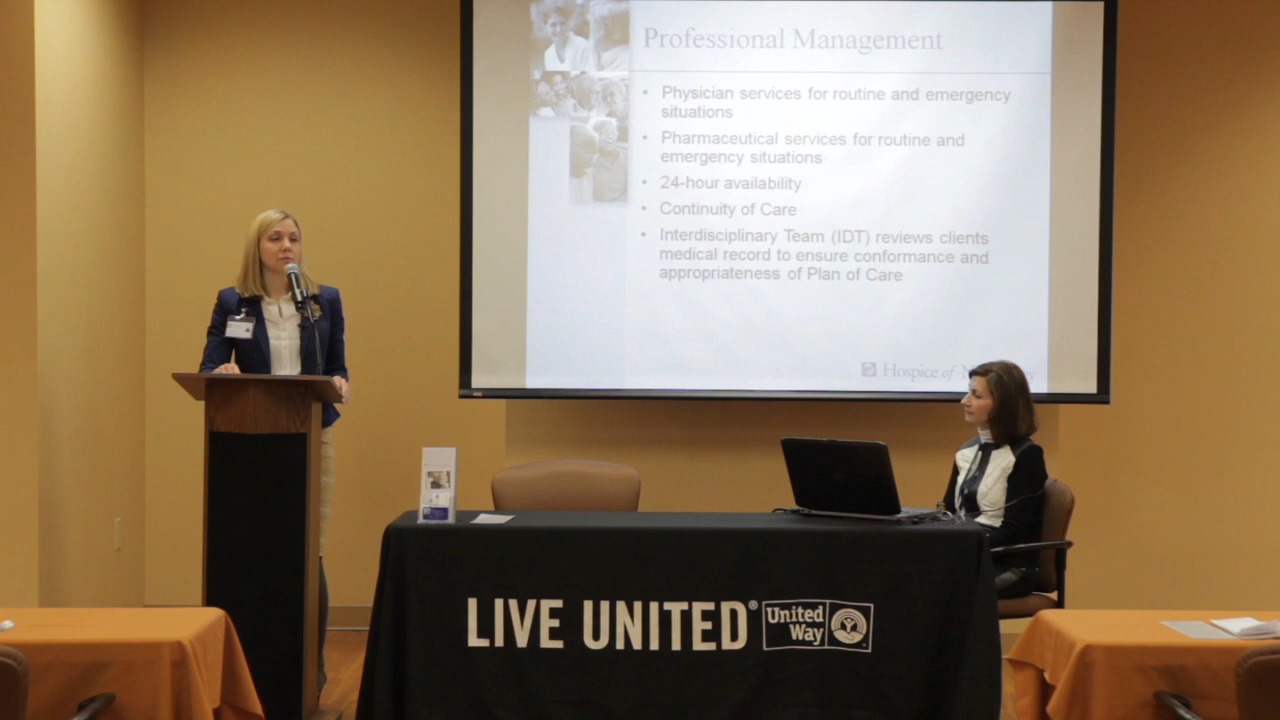 Professional Management
• Physician services for routine and emergency
situations
• Pharmaceutical services for routine and
emergency situations
• 24-hour availability
• Continuity of Care
• Interdisciplinary Team (IDT) reviews clients
medical record to ensure conformance and
appropriateness of Plan of Care
Hospice of
LIVE UNITED®
United
Way